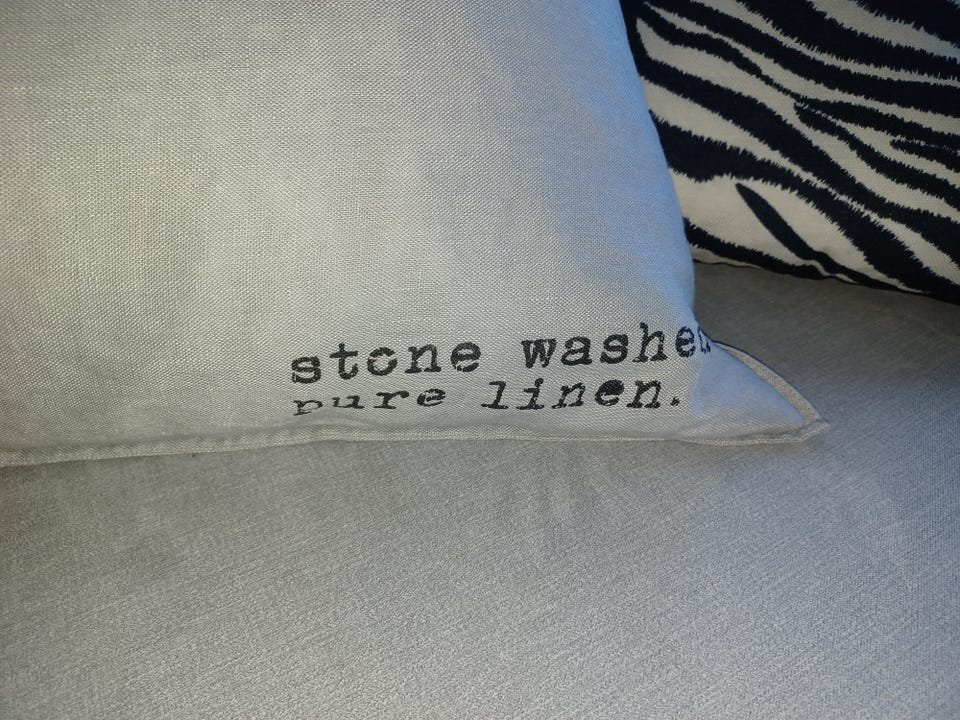 stone washed
pure linen.